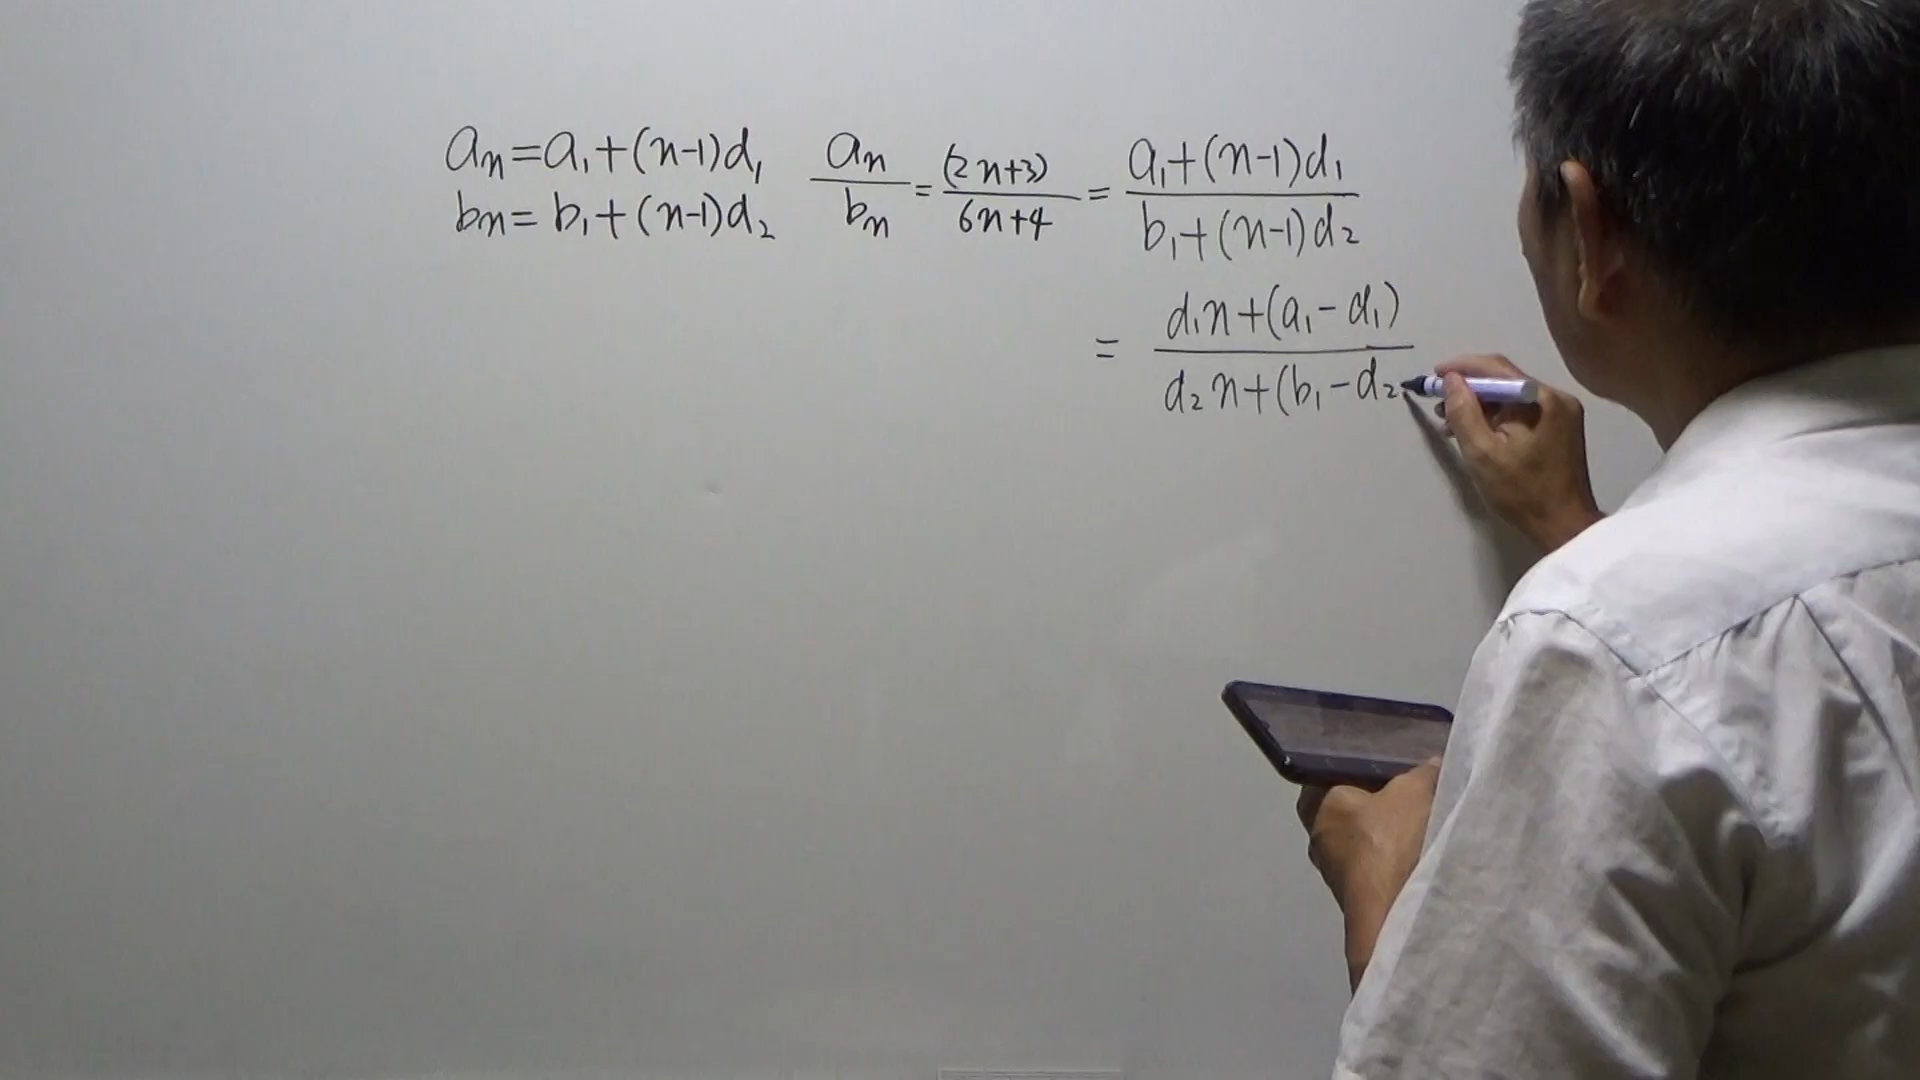 an=a1+(n-1)d1
bn=b1+(n-1)d2
an/bn = (2n+3)/6n+4 = a1+(n-1)d1/b1+(n-1)d2
= d1n+(a1-d1)/d2n+(b1-d2